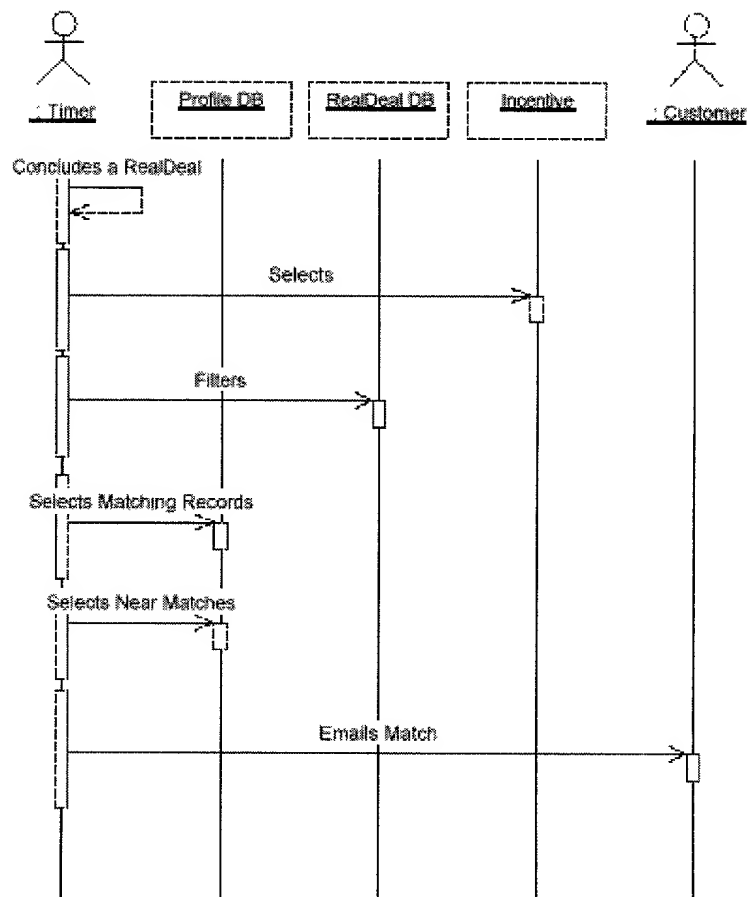 : Timer
Profile DB
RealDeal DB
Incentive
: Customer
Concludes a RealDeal
Selects
Filters
Selects Matching Records
Selects Near Matches
Emails Match